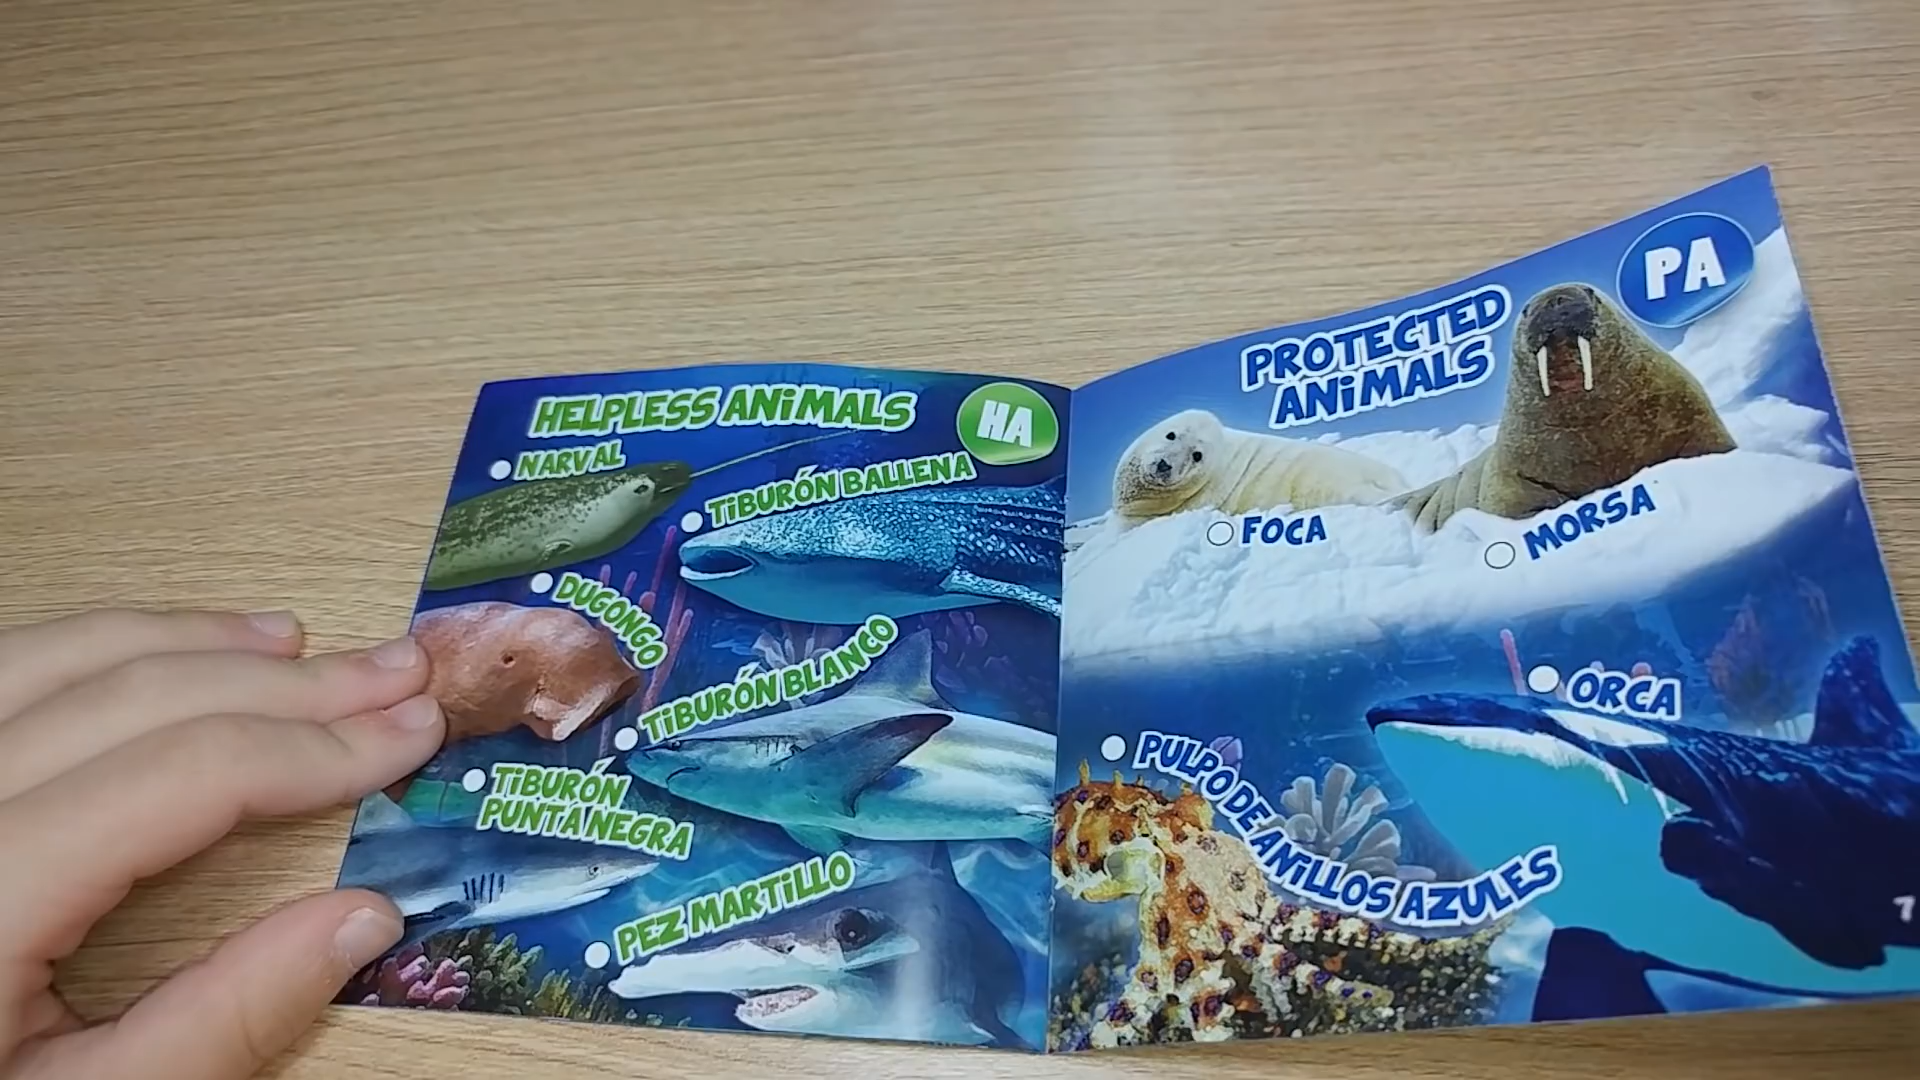 HELPLESS ANiMALS
HA
NARVAL
TiBURÓN BALLENA
DUGONGO
TiBURÓN BLANCO
TiBURÓN
PUNTA NEGRA
PEZ MARTiLLO
PROTECTED
ANiMALS
PA
FOCA
MORSA
ORCA
PULPO DE ANiLLOS AZULES
7